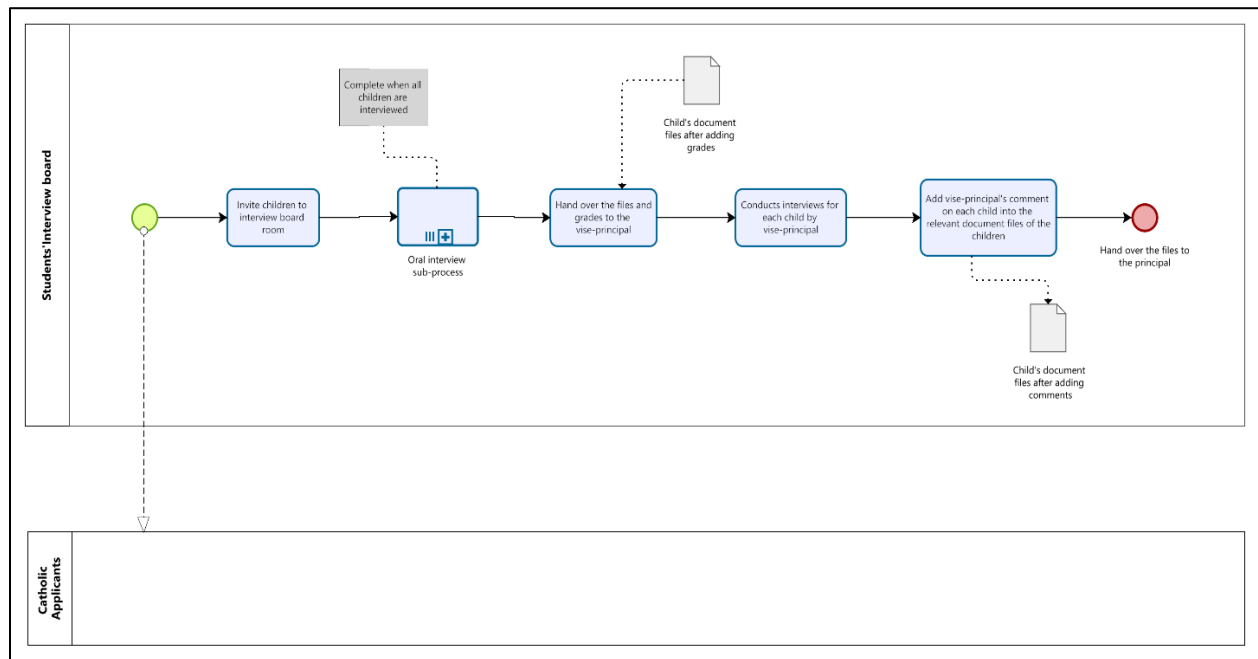 Students'Interview board
Complete when all
children are
interviewed
Child's document
files after adding
grades
Invite children to
interview board
room
Oral interview
sub-process
Hand over the files and
grades to the
vise-principal
Conducts interviews for
each child by
vise-principal
Add vise-principal's comment
on each child into the
relevant document files of the
children
Hand over the files to
the principal
Child's document
files after adding
comments
Catholic
Applicants